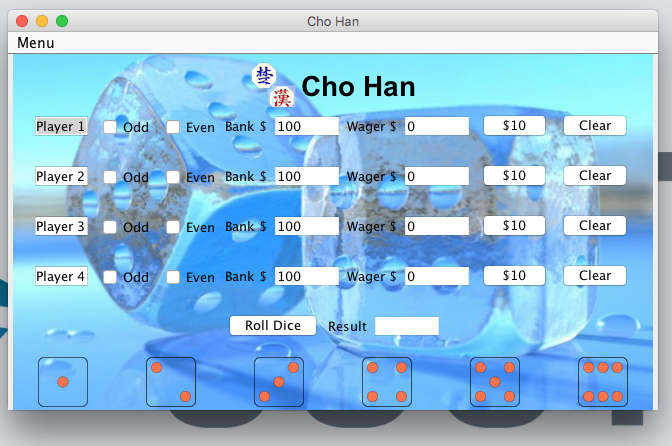 Cho Han
Menu
楚 Cho Han
漢
Player 1 Odd Even Bank $ 100 Wager $ 0 $10 Clear
Player 2 Odd Even Bank $ 100 Wager $ 0 $10 Clear
Player 3 Odd Even Bank $ 100 Wager $ 0 $10 Clear
Player 4 Odd Even Bank $ 100 Wager $ 0 $10 Clear
Roll Dice Result